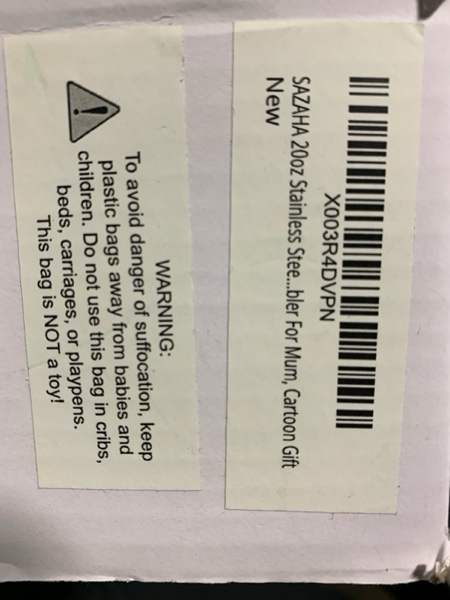 X003R4DVPN
SAZAHA 20oz Stainless Stee...bler For Mum, Cartoon Gift
New
WARNING:
To avoid danger of suffocation, keep
plastic bags away from babies and
children. Do not use this bag in cribs,
beds, carriages, or playpens.
This bag is NOT a toy!